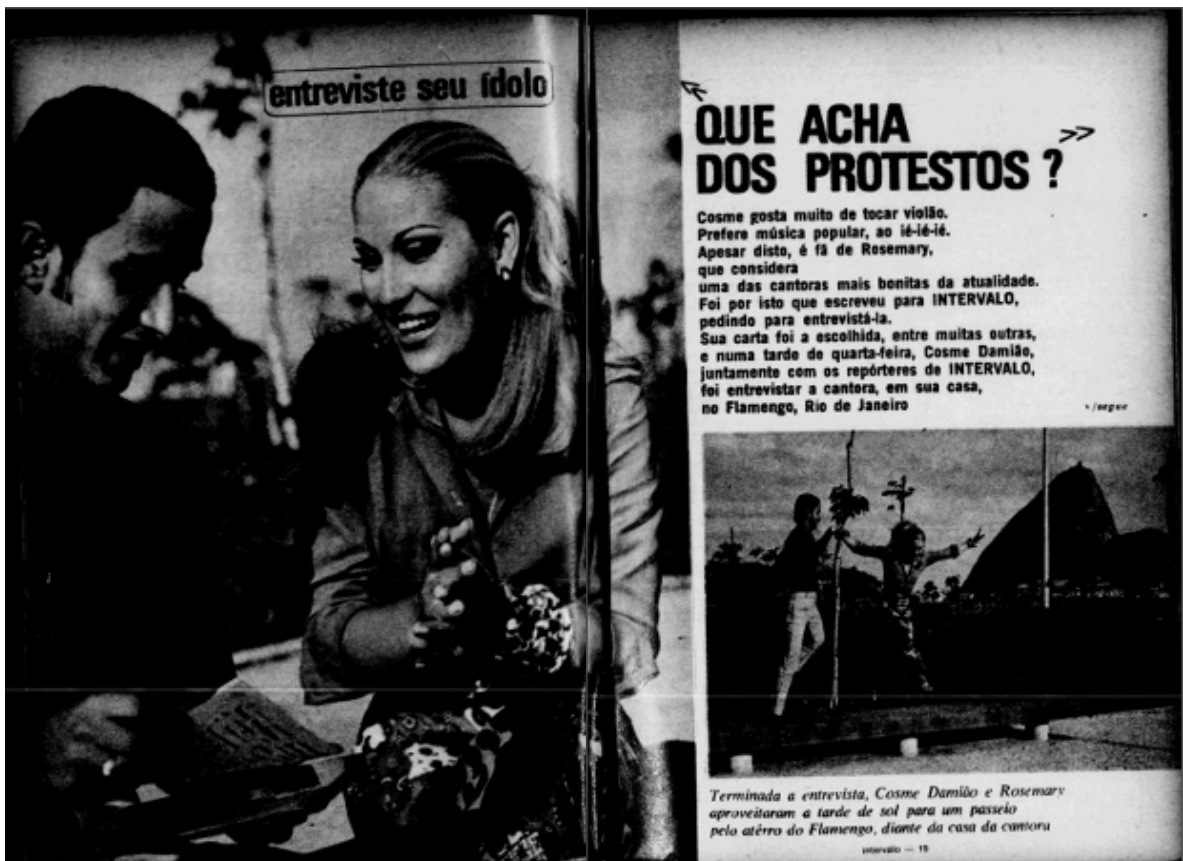 entreviste seu ídolo
QUE ACHA
DOS PROTESTOS ?
Cosme gosta muito de tocar violão.
Prefere música popular, ao ié-ié-ié.
Apesar disto, é fã de Rosemary,
que considera
uma das cantoras mais bonitas da atualidade.
Foi por isto que escreveu para INTERVALO,
pedindo para entrevistá-la.
Sua carta foi a escolhida, entre muitas outras,
e numa tarde de quarta-feira, Cosme Damião,
juntamente com os repórteres de INTERVALO,
foi entrevistar a cantora, em sua casa,
no Flamengo, Rio de Janeiro
/segue
Terminada a entrevista, Cosme Damião e Rosemary
aproveitaram a tarde de sol para um passeio
pelo atêrro do Flamengo, diante da casa da cantora
intervalo — 19